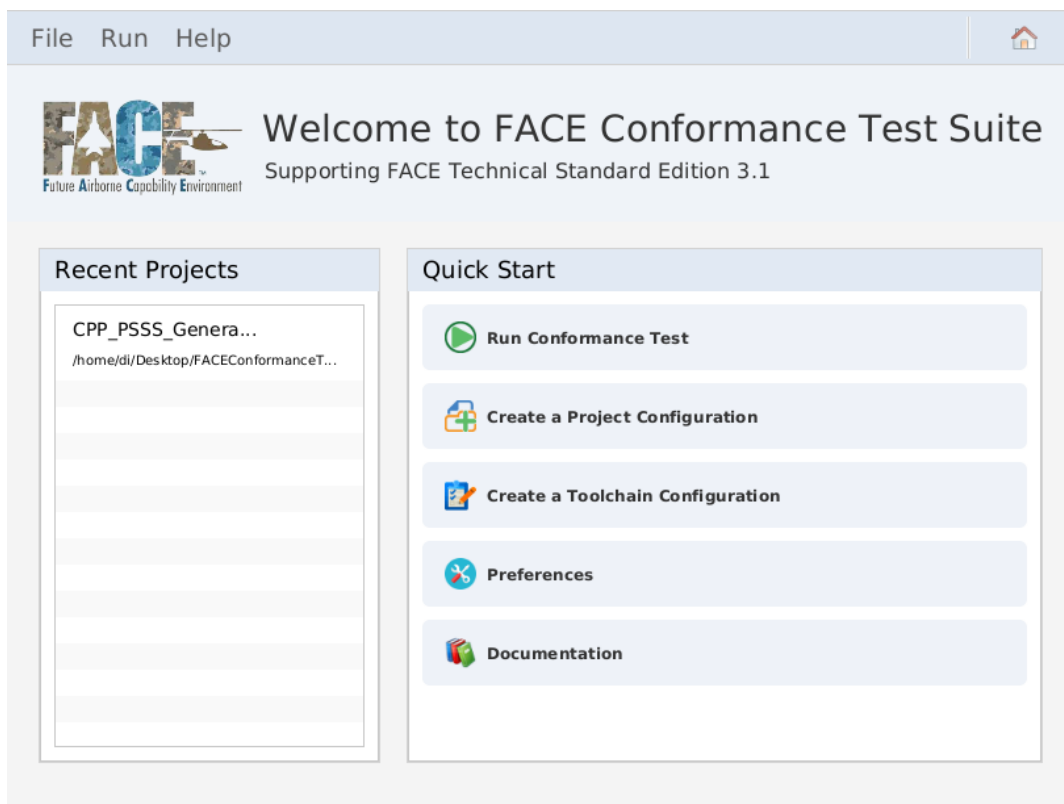 File Run Help
FACE
Future Airborne Capability Environment
Welcome to FACE Conformance Test Suite
Supporting FACE Technical Standard Edition 3.1
Recent Projects
CPP_PSSS_Genera...
/home/di/Desktop/FACEConformanceT...
Quick Start
Run Conformance Test
Create a Project Configuration
Create a Toolchain Configuration
Preferences
Documentation